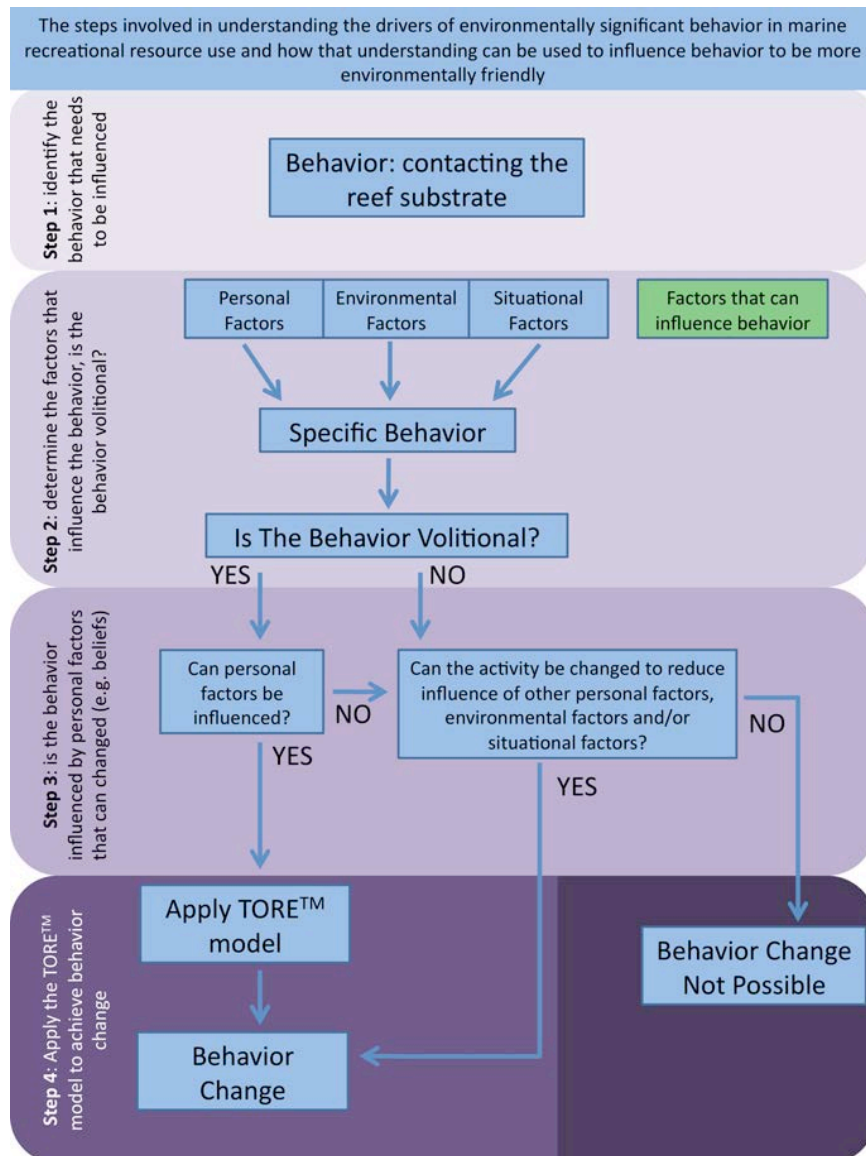 The steps involved in understanding the drivers of environmentally significant behavior in marine
recreational resource use and how that understanding can be used to influence behavior to be more
environmentally friendly
Step 1: identify the
behavior that needs
to be influenced
Behavior: contacting the
reef substrate
Step 2: determine the factors that
influence the behavior, is the
behavior volitional?
Personal
Factors
Environmental
Factors
Situational
Factors
Factors that can
influence behavior
Specific Behavior
Is The Behavior Volitional?
YES
NO
Step 3: is the behavior
influenced by personal factors
that can changed (e.g. beliefs)
Can personal
factors be
influenced?
NO
YES
Can the activity be changed to reduce
influence of other personal factors,
environmental factors and/or
situational factors?
NO
YES
Step 4: Apply the TORE™
model to achieve behavior
change
Apply TORE™
model
Behavior
Change
Behavior Change
Not Possible